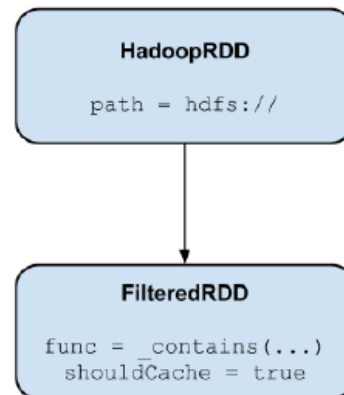 HadoopRDD
path = hdfs://
FilteredRDD
func = _contains(...)
shouldCache = true